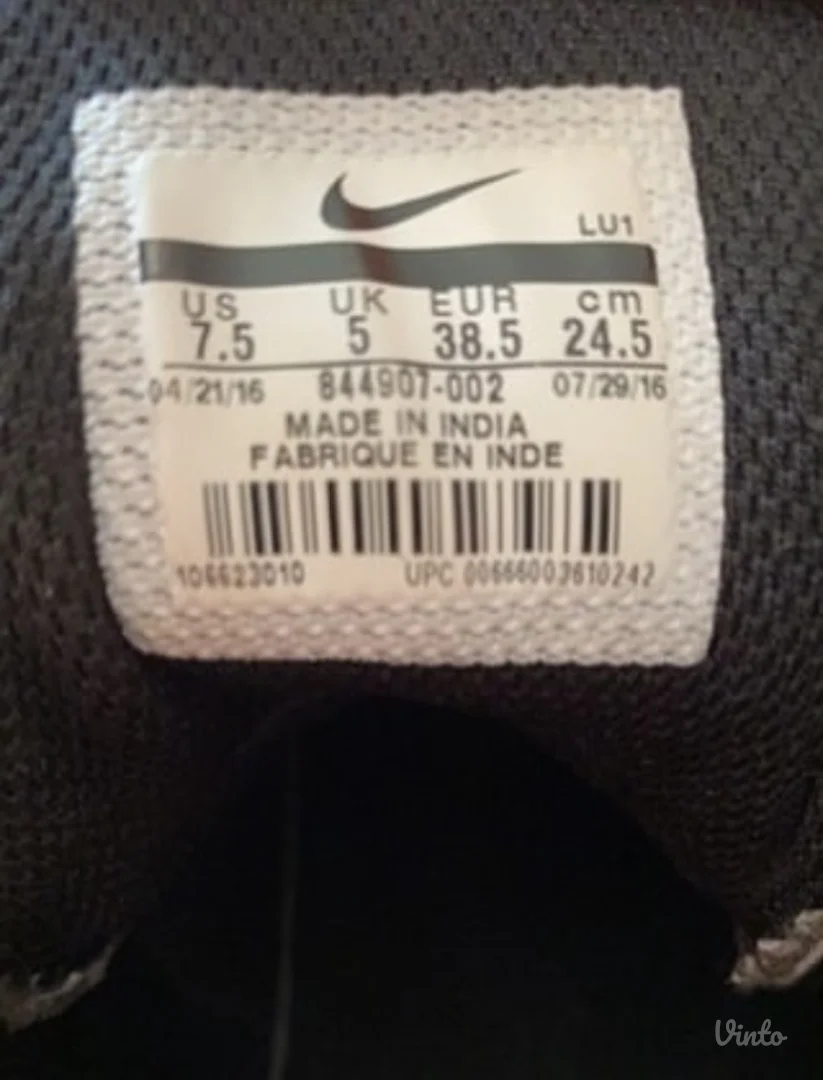 LU1
US UK EUR cm
7.5 5 38.5 24.5
04/21/16 844907-002 07/29/16
MADE IN INDIA
FABRIQUE EN INDE
106623010 UPC 00666003610242
Vinto